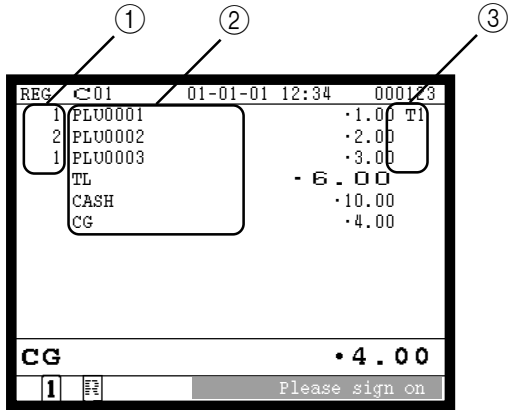 ① ② ③
REG C01 01-01-01 12:34 000123
1 PLU0001 ·1.00 T1
2 PLU0002 ·2.00
1 PLU0003 ·3.00
TL ·6.00
CASH ·10.00
CG ·4.00
CG ·4.00
1 R Please sign on